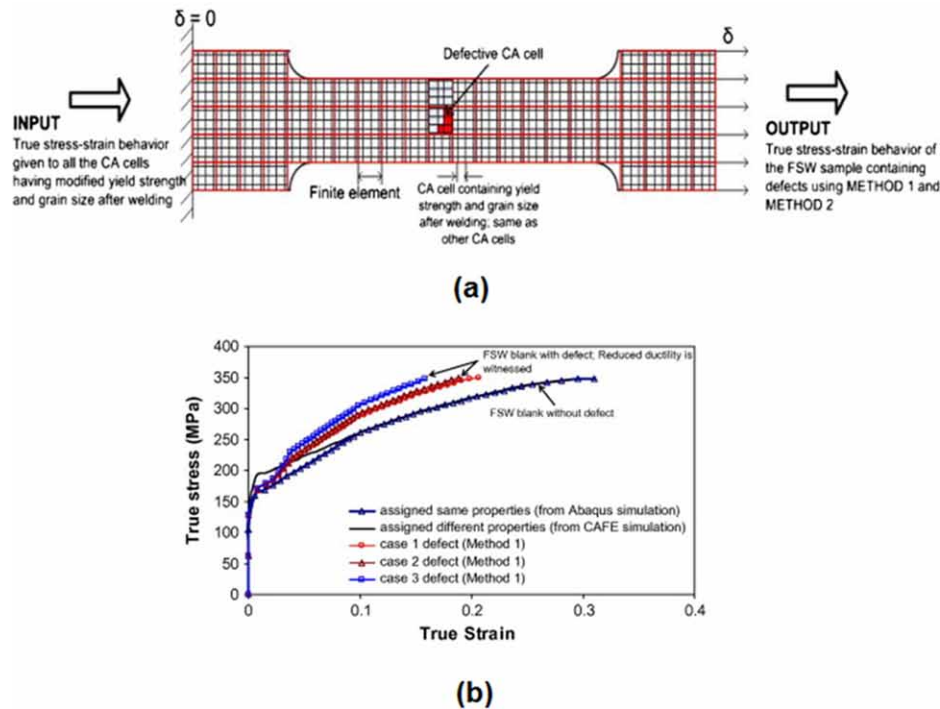 δ = 0
δ
Defective CA cell
INPUT
True stress-strain behavior
given to all the CA cells
having modified yield strength
and grain size after welding
Finite element
CA cell containing yield
strength and grain size
after welding; same as
other CA cells
OUTPUT
True stress-strain behavior of
the FSW sample containing
defects using METHOD 1 and
METHOD 2
(a)
400
350
300
250
200
150
100
50
0
True stress (MPa)
FSW blank with defect; Reduced ductility is
witnessed
FSW blank without defect
assigned same properties (from Abaqus simulation)
assigned different properties (from CAFE simulation)
case 1 defect (Method 1)
case 2 defect (Method 1)
case 3 defect (Method 1)
0 0.1 0.2 0.3 0.4
True Strain
(b)